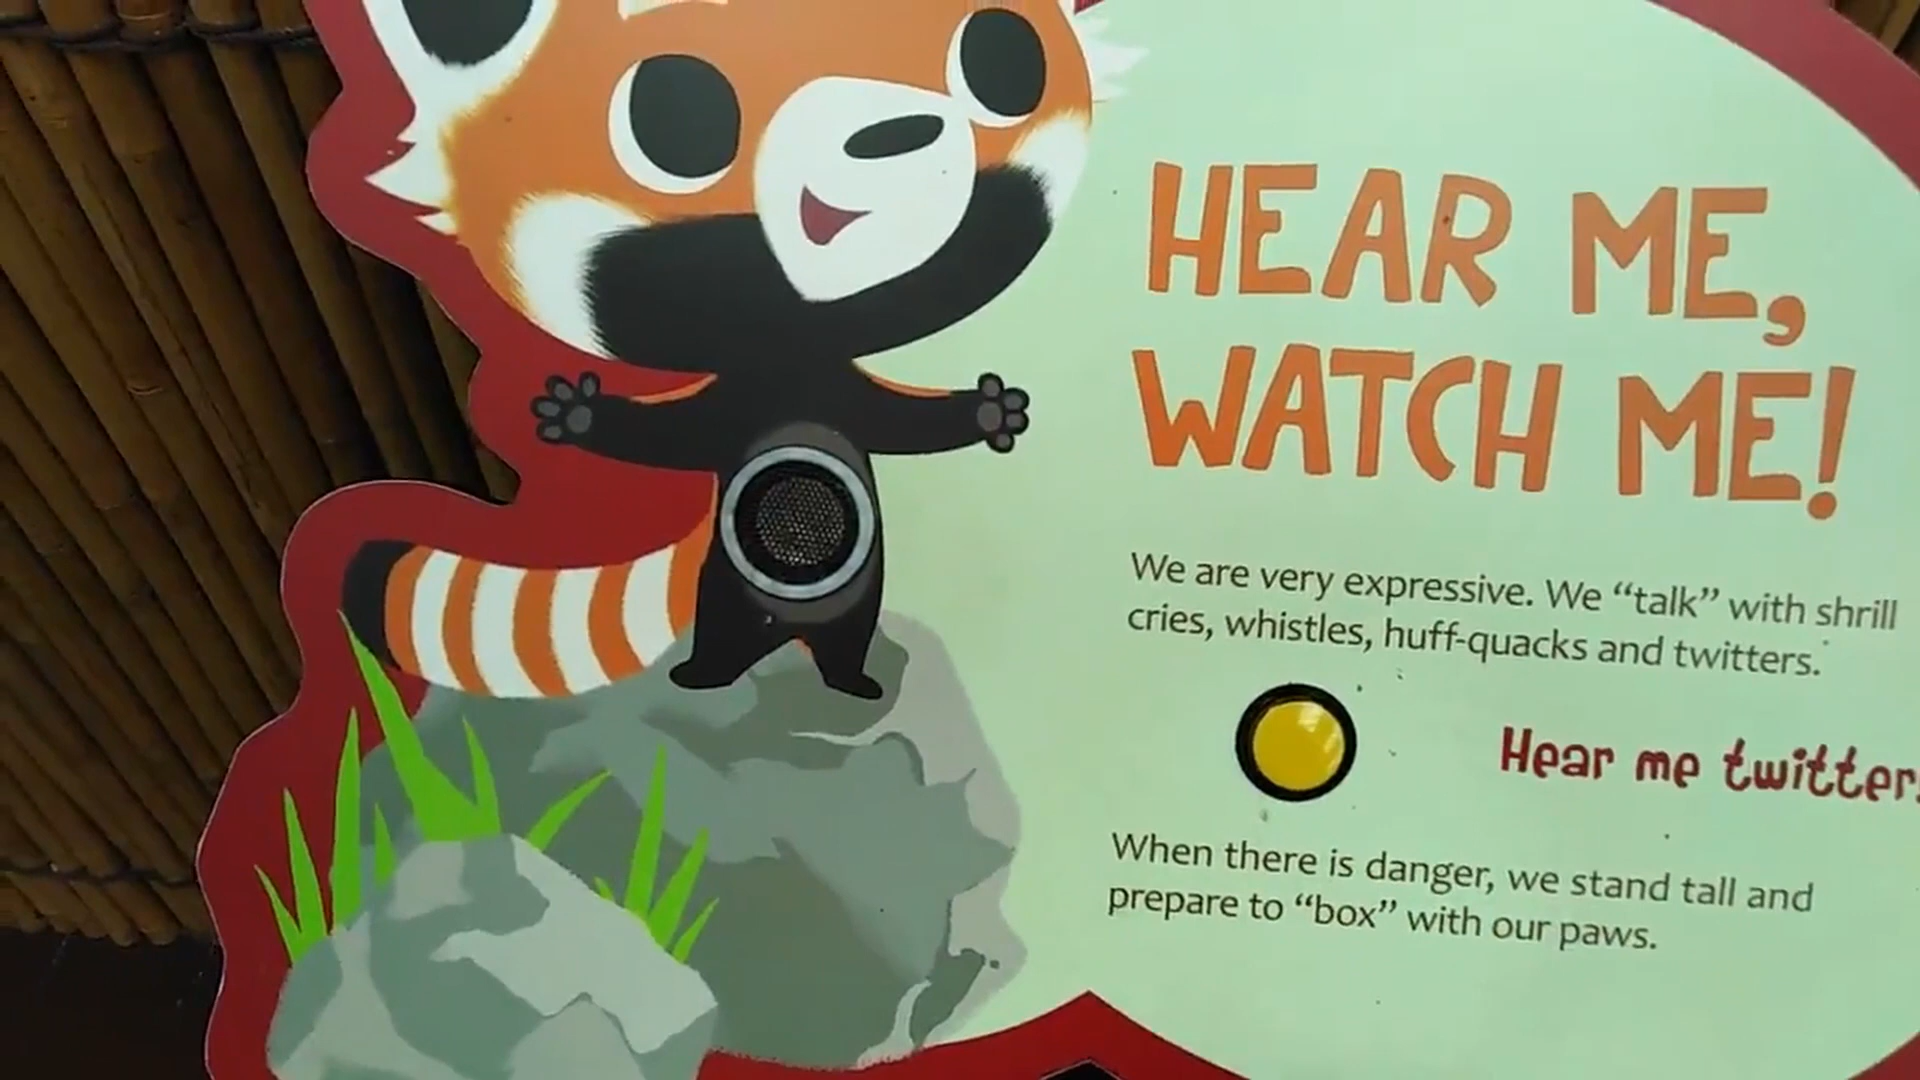 HEAR ME,
WATCH ME!
We are very expressive. We “talk” with shrill
cries, whistles, huff-quacks and twitters.
Hear me twitter!
When there is danger, we stand tall and
prepare to “box” with our paws.